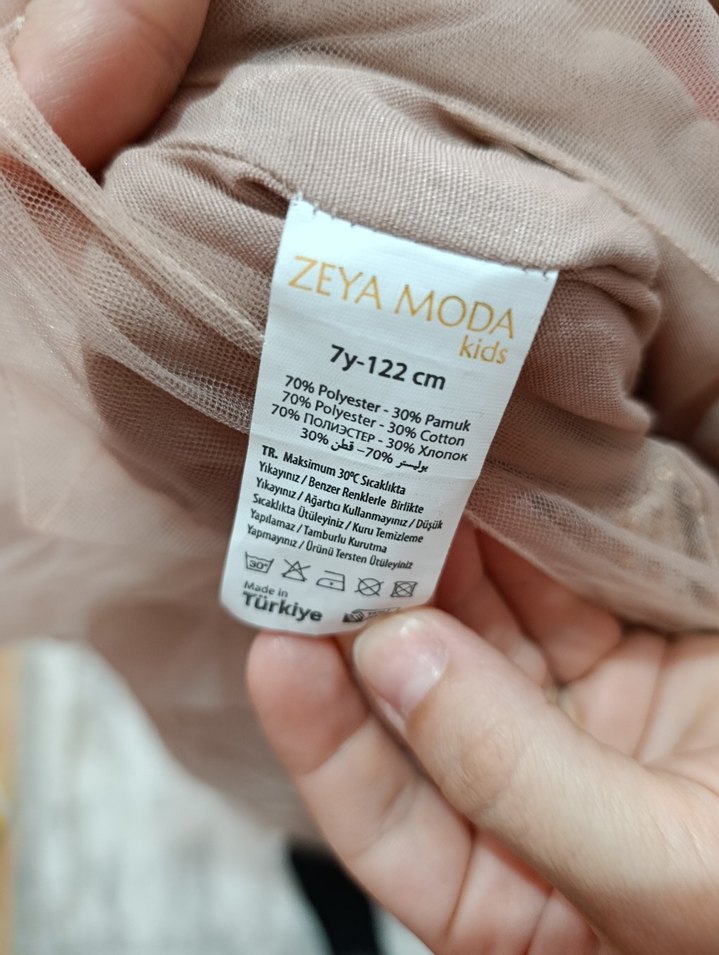 ZEYA MODA
kids
7y-122 cm
70% Polyester - 30% Pamuk
70% Polyester - 30% Cotton
70% ПОЛИЭСТЕР - 30% Хлопок
بوليستر 70% – قطن 30%
TR. Maksimum 30°C Sıcaklıkta
Yıkayınız / Benzer Renklerle Birlikte
Yıkayınız / Ağartıcı Kullanmayınız / Düşük
Sıcaklıkta Ütüleyiniz / Kuru Temizleme
Yapılamaz / Tamburlu Kurutma
Yapmayınız / Ürünü Tersten Ütüleyiniz
30°
Made in
Türkiye